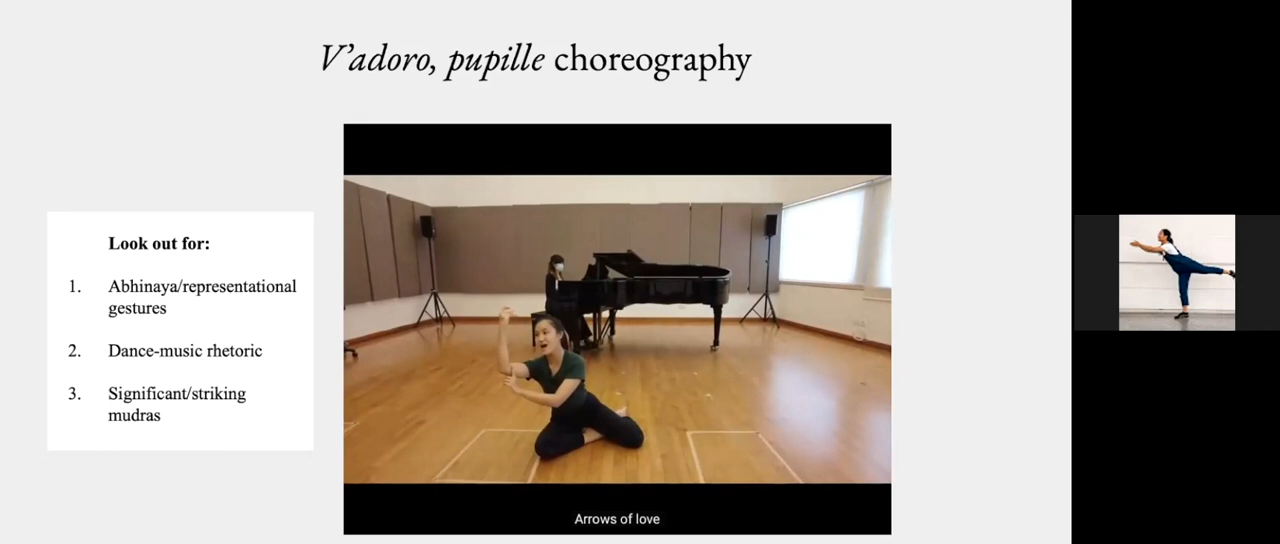 V’adoro, pupille choreography
Look out for:
1. Abhinaya/representational
gestures
2. Dance-music rhetoric
3. Significant/striking
mudras
Arrows of love